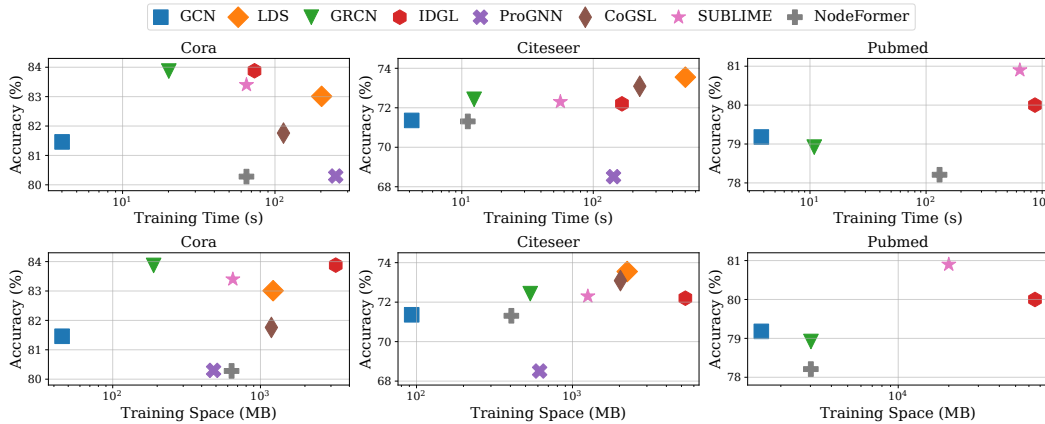 GCN LDS GRCN IDGL ProGNN CoGSL SUBLIME NodeFormer
Cora Citeseer Pubmed
Accuracy (%) 84 83 82 81 80
10¹ 10²
Training Time (s)
Accuracy (%) 74 72 70 68
10¹ 10²
Training Time (s)
Accuracy (%) 81 80 79 78
10¹ 10² 10³
Training Time (s)
Cora Citeseer Pubmed
Accuracy (%) 84 83 82 81 80
10² 10³
Training Space (MB)
Accuracy (%) 74 72 70 68
10² 10³
Training Space (MB)
Accuracy (%) 81 80 79 78
10⁴
Training Space (MB)